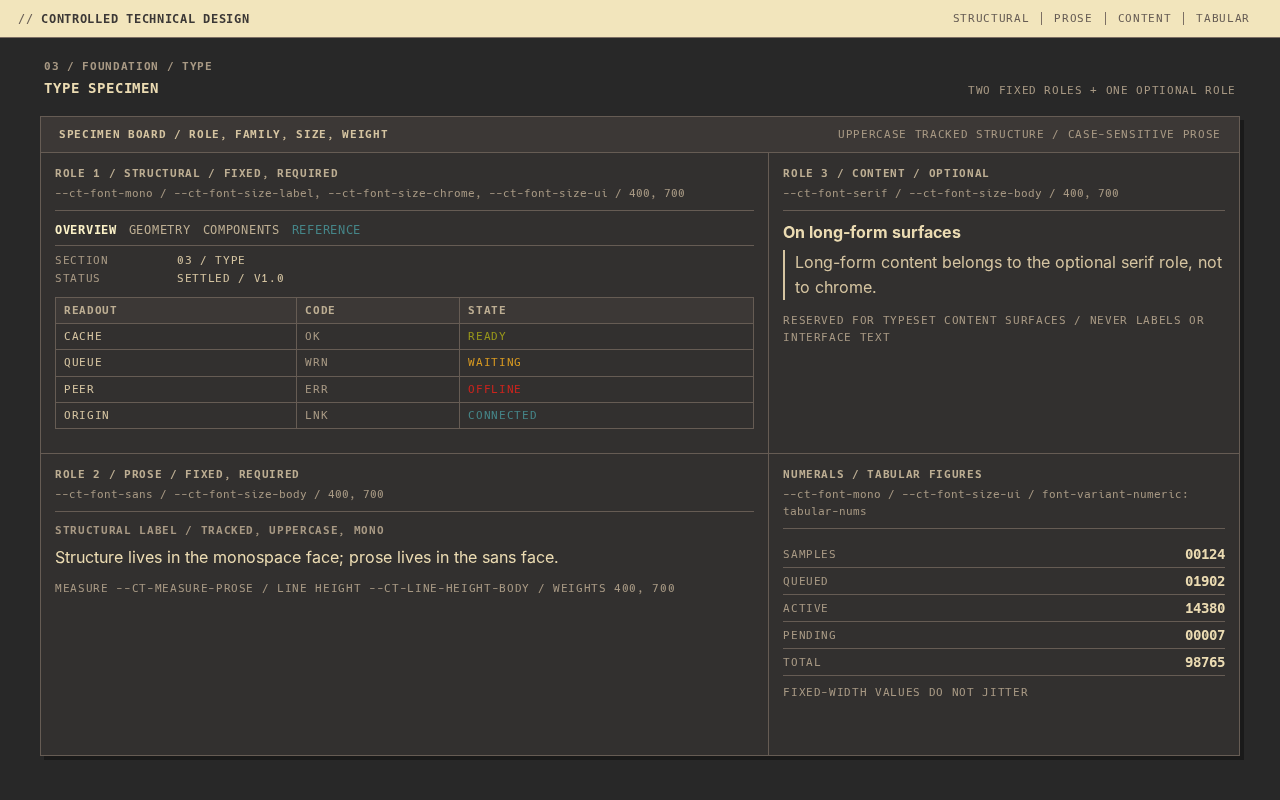 // CONTROLLED TECHNICAL DESIGN
STRUCTURAL | PROSE | CONTENT | TABULAR
03 / FOUNDATION / TYPE
TYPE SPECIMEN
TWO FIXED ROLES + ONE OPTIONAL ROLE
SPECIMEN BOARD / ROLE, FAMILY, SIZE, WEIGHT
UPPERCASE TRACKED STRUCTURE / CASE-SENSITIVE PROSE
ROLE 1 / STRUCTURAL / FIXED, REQUIRED
--ct-font-mono / --ct-font-size-label, --ct-font-size-chrome, --ct-font-size-ui / 400, 700
OVERVIEW GEOMETRY COMPONENTS REFERENCE
SECTION 03 / TYPE
STATUS SETTLED / V1.0
READOUT CODE STATE
CACHE OK READY
QUEUE WRN WAITING
PEER ERR OFFLINE
ORIGIN LNK CONNECTED
ROLE 3 / CONTENT / OPTIONAL
--ct-font-serif / --ct-font-size-body / 400, 700
On long-form surfaces
Long-form content belongs to the optional serif role, not
to chrome.
RESERVED FOR TYPESET CONTENT SURFACES / NEVER LABELS OR
INTERFACE TEXT
ROLE 2 / PROSE / FIXED, REQUIRED
--ct-font-sans / --ct-font-size-body / 400, 700
STRUCTURAL LABEL / TRACKED, UPPERCASE, MONO
Structure lives in the monospace face; prose lives in the sans face.
MEASURE --CT-MEASURE-PROSE / LINE HEIGHT --CT-LINE-HEIGHT-BODY / WEIGHTS 400, 700
NUMERALS / TABULAR FIGURES
--ct-font-mono / --ct-font-size-ui / font-variant-numeric:
tabular-nums
SAMPLES 00124
QUEUED 01902
ACTIVE 14380
PENDING 00007
TOTAL 98765
FIXED-WIDTH VALUES DO NOT JITTER